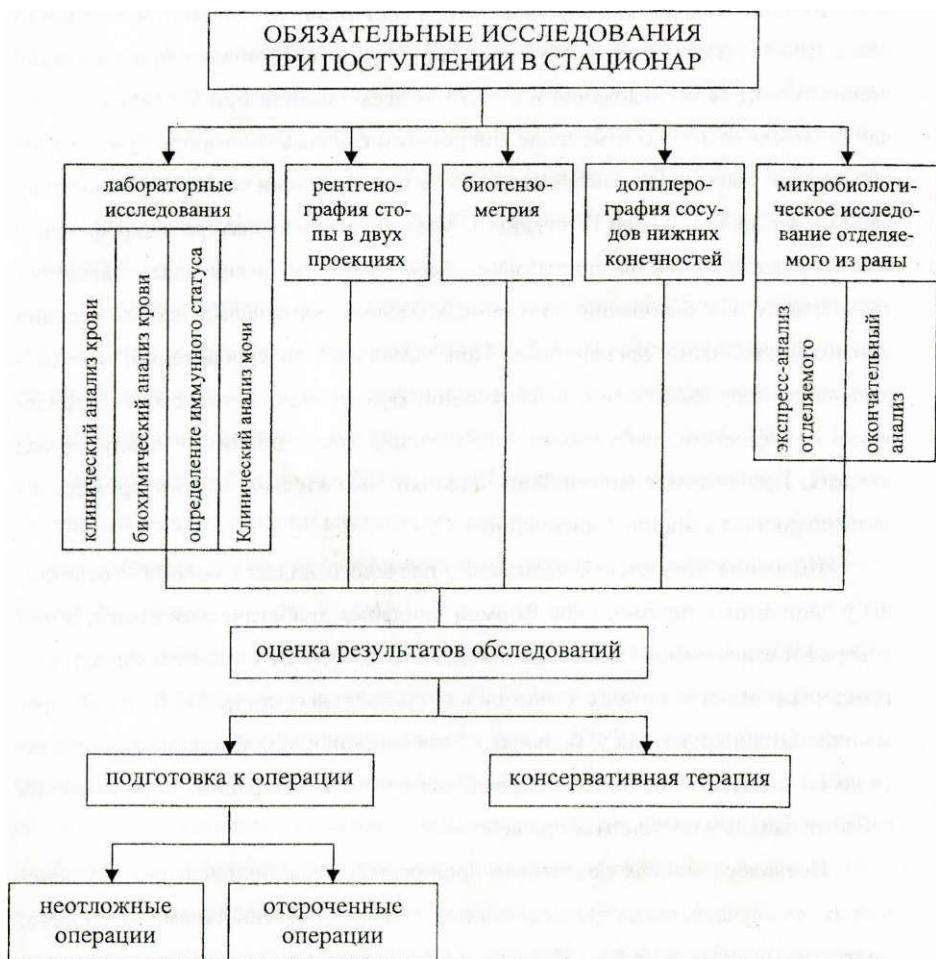 ОБЯЗАТЕЛЬНЫЕ ИССЛЕДОВАНИЯ
ПРИ ПОСТУПЛЕНИИ В СТАЦИОНАР
лабораторные
исследования
клинический анализ крови
биохимический анализ крови
определение иммунного статуса
Клинический анализ мочи
рентгено-
графия сто-
пы в двух
проекциях
биотензо-
метрия
допплеро-
графия сосу-
дов нижних
конечностей
микробиологи-
ческое исследо-
вание отделяе-
мого из раны
экспресс-анализ
отделяемого
окончательный
анализ
оценка результатов обследований
подготовка к операции
консервативная терапия
неотложные
операции
отсроченные
операции